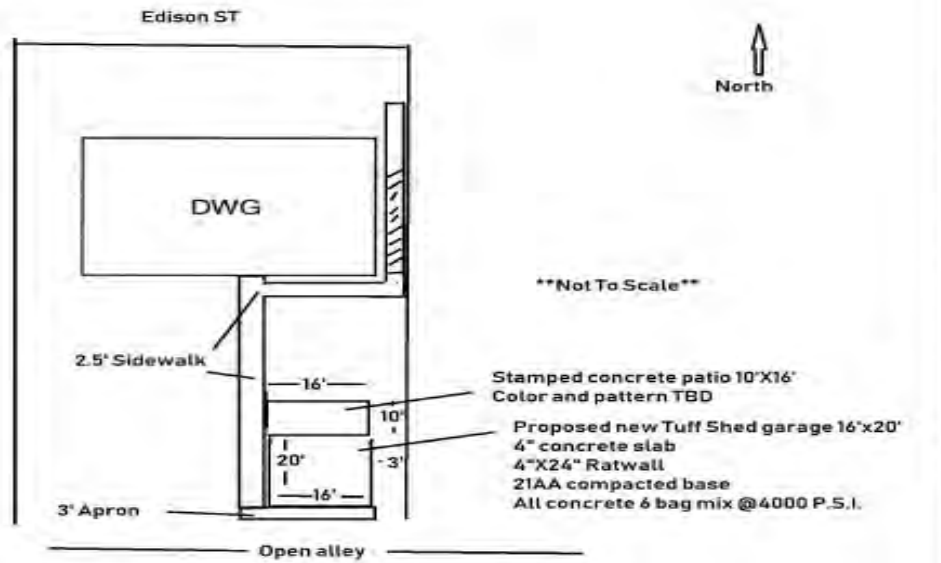 Edison ST
North
DWG
**Not To Scale**
2.5' Sidewalk
16'
Stamped concrete patio 10'X16'
Color and pattern TBD
10'
Proposed new Tuff Shed garage 16'x20'
4" concrete slab
4"X24" Ratwall
21AA compacted base
All concrete 6 bag mix @4000 P.S.I.
20'
3'
16'
3' Apron
Open alley